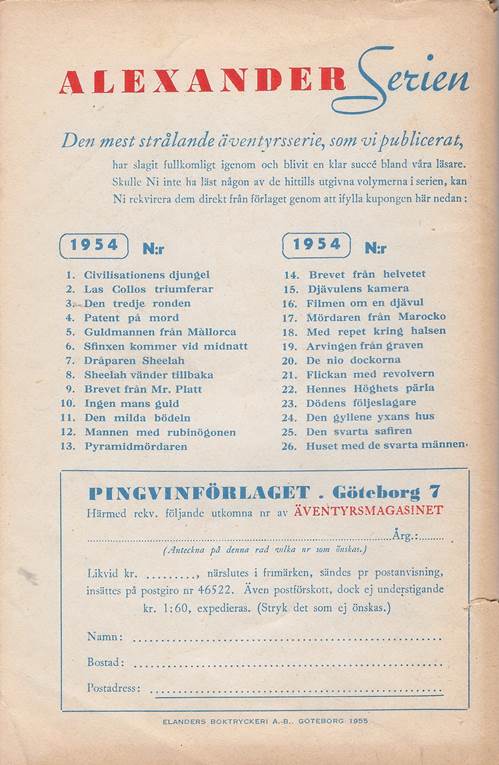 ALEXANDER Serien
Den mest strålande äventyrsserie, som vi publicerat,
har slagit fullkomligt igenom och blivit en klar succé bland våra läsare.
Skulle Ni inte ha läst någon av de hittills utgivna volymerna i serien, kan
Ni rekvirera dem direkt från förlaget genom att ifylla kupongen här nedan:
1954 N:r
1. Civilisationens djungel
2. Las Collos triumferar
3. Den tredje ronden
4. Patent på mord
5. Guldmannen från Mallorca
6. Sfinxen kommer vid midnatt
7. Dråparen Sheelah
8. Sheelah vänder tillbaka
9. Brevet från Mr. Platt
10. Ingen mans guld
11. Den milda bödeln
12. Mannen med rubinögonen
13. Pyramidmördaren
1954 N:r
14. Brevet från helvetet
15. Djävulens kamera
16. Filmen om en djävul
17. Mördaren från Marocko
18. Med repet kring halsen
19. Arvingen från graven
20. De nio dockorna
21. Flickan med revolvern
22. Hennes Höghets pärla
23. Dödens följeslagare
24. Den gyllene yxans hus
25. Den svarta safiren
26. Huset med de svarta männen.
PINGVINFÖRLAGET . Göteborg 7
Härmed rekv. följande utkomna nr av ÄVENTYRSMAGASINET
Årg.:
(Anteckna på denna rad vilka nr som önskas.)
Likvid kr. .........., närslutes i frimärken, sändes pr postanvisning,
insättes på postgiro nr 46522. Även postförskott, dock ej understigande
kr. 1:60, expedieras. (Stryk det som ej önskas.)
Namn:
Bostad:
Postadress:
ELANDERS BOKTRYCKERI A.-B., GÖTEBORG 1955